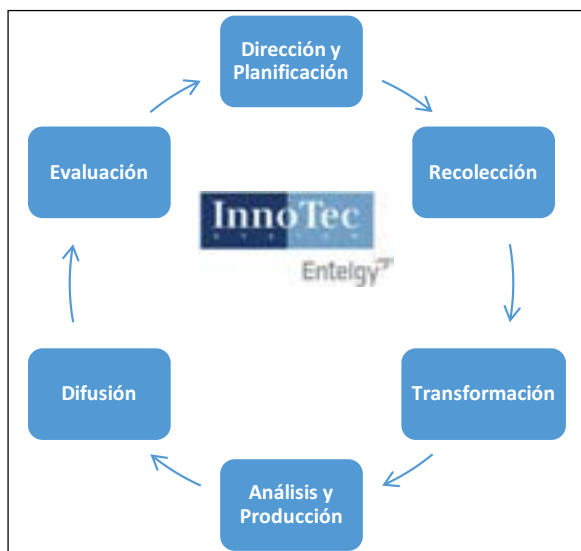 Dirección y
Planificación
Recolección
Transformación
Análisis y
Producción
Difusión
Evaluación
InnoTec
Entelgy